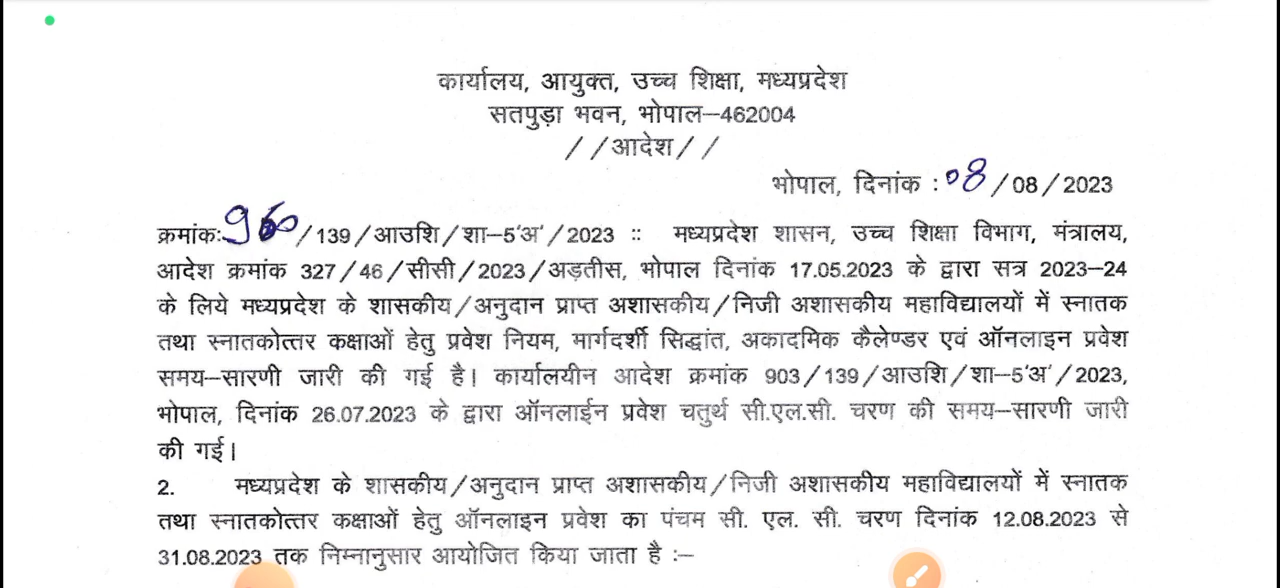 कार्यालय, आयुक्त, उच्च शिक्षा, मध्यप्रदेश
सतपुड़ा भवन, भोपाल–462004
//आदेश//
भोपाल, दिनांक :08/08/2023
क्रमांक:960/139/आउशि/शा–5'अ'/2023 :: मध्यप्रदेश शासन, उच्च शिक्षा विभाग, मंत्रालय,
आदेश क्रमांक 327/46/सीसी/2023/अड़तीस, भोपाल दिनांक 17.05.2023 के द्वारा सत्र 2023–24
के लिये मध्यप्रदेश के शासकीय/अनुदान प्राप्त अशासकीय/निजी अशासकीय महाविद्यालयों में स्नातक
तथा स्नातकोत्तर कक्षाओं हेतु प्रवेश नियम, मार्गदर्शी सिद्धांत, अकादमिक कैलेण्डर एवं ऑनलाइन प्रवेश
समय–सारणी जारी की गई है। कार्यालयीन आदेश क्रमांक 903/139/आउशि/शा–5'अ'/2023,
भोपाल, दिनांक 26.07.2023 के द्वारा ऑनलाईन प्रवेश चतुर्थ सी.एल.सी. चरण की समय–सारणी जारी
की गई।
2. मध्यप्रदेश के शासकीय/अनुदान प्राप्त अशासकीय/निजी अशासकीय महाविद्यालयों में स्नातक
तथा स्नातकोत्तर कक्षाओं हेतु ऑनलाइन प्रवेश का पंचम सी. एल. सी. चरण दिनांक 12.08.2023 से
31.08.2023 तक निम्नानुसार आयोजित किया जाता है :–